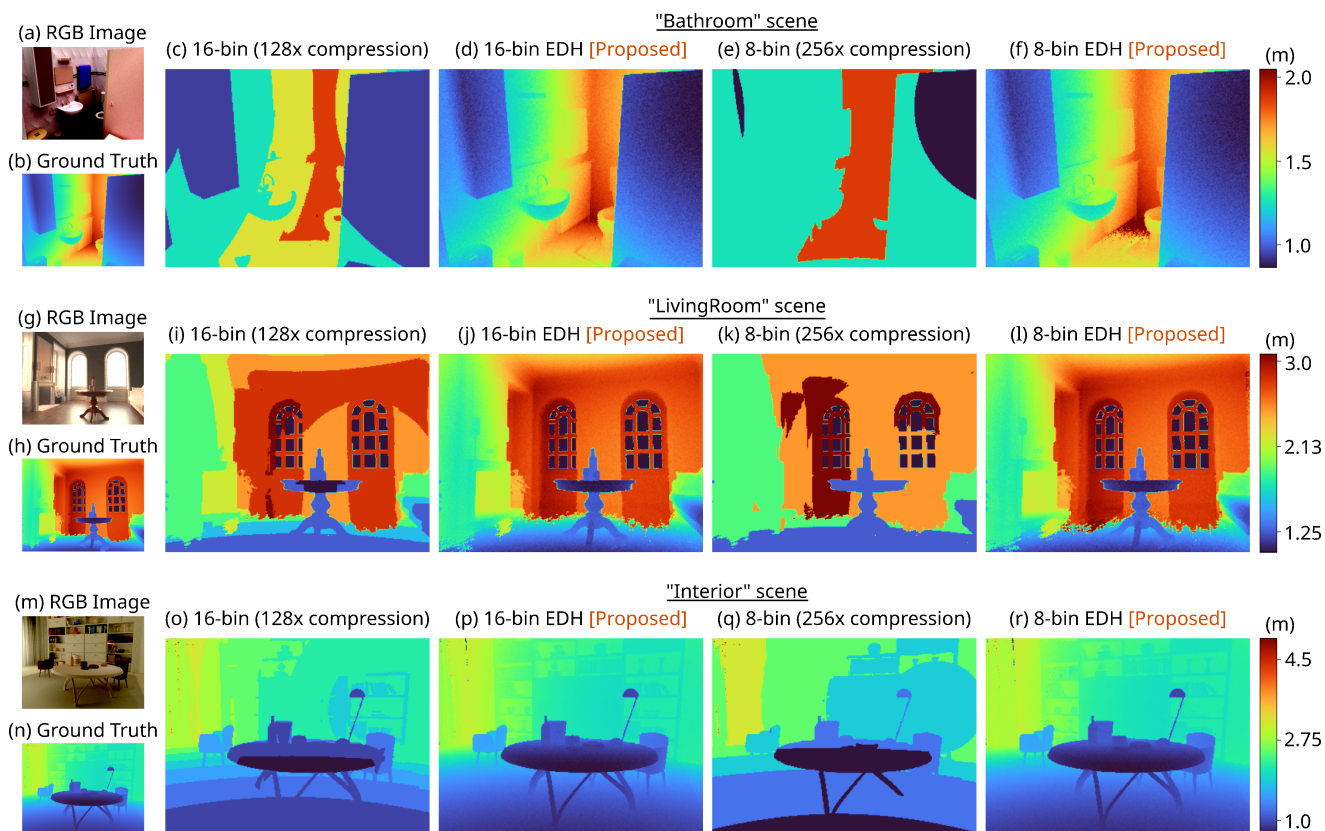 "Bathroom" scene
(a) RGB Image
(c) 16-bin (128x compression)
(d) 16-bin EDH [Proposed]
(e) 8-bin (256x compression)
(f) 8-bin EDH [Proposed]
(m)
2.0
(b) Ground Truth
1.5
1.0
"LivingRoom" scene
(g) RGB Image
(i) 16-bin (128x compression)
(j) 16-bin EDH [Proposed]
(k) 8-bin (256x compression)
(l) 8-bin EDH [Proposed]
(m)
3.0
(h) Ground Truth
2.13
1.25
"Interior" scene
(m) RGB Image
(o) 16-bin (128x compression)
(p) 16-bin EDH [Proposed]
(q) 8-bin (256x compression)
(r) 8-bin EDH [Proposed]
(m)
4.5
(n) Ground Truth
2.75
1.0